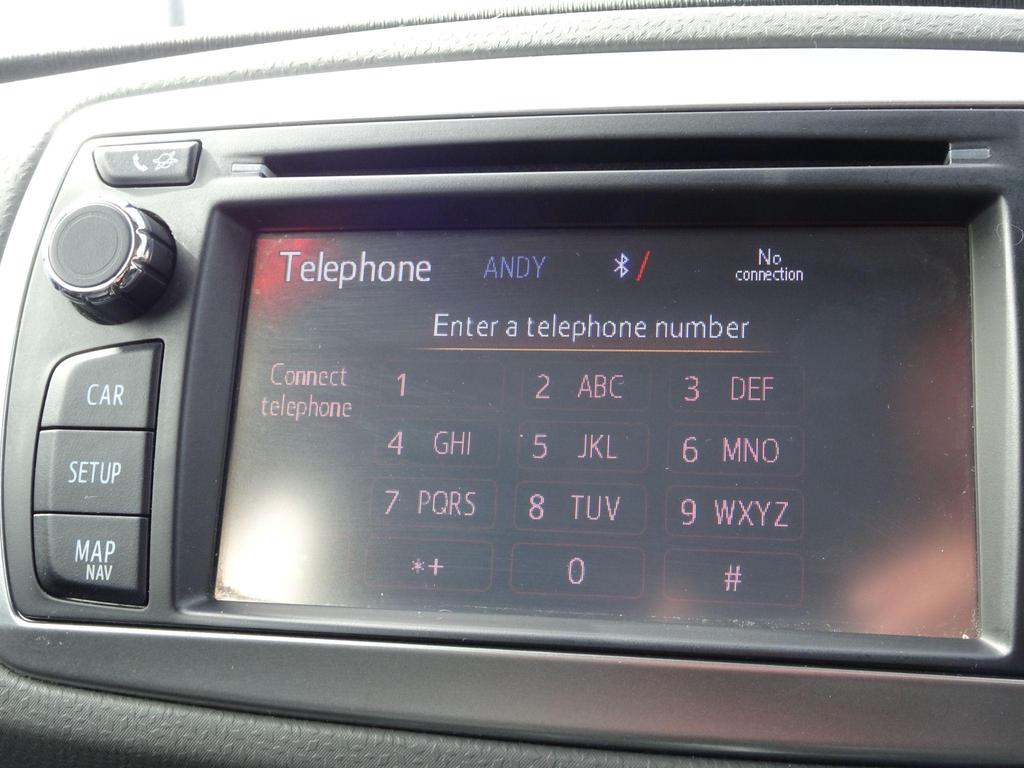 Telephone ANDY No connection
Enter a telephone number
Connect telephone
1 2 ABC 3 DEF
4 GHI 5 JKL 6 MNO
7 PQRS 8 TUV 9 WXYZ
*+ 0 #
CAR
SETUP
MAP
NAV